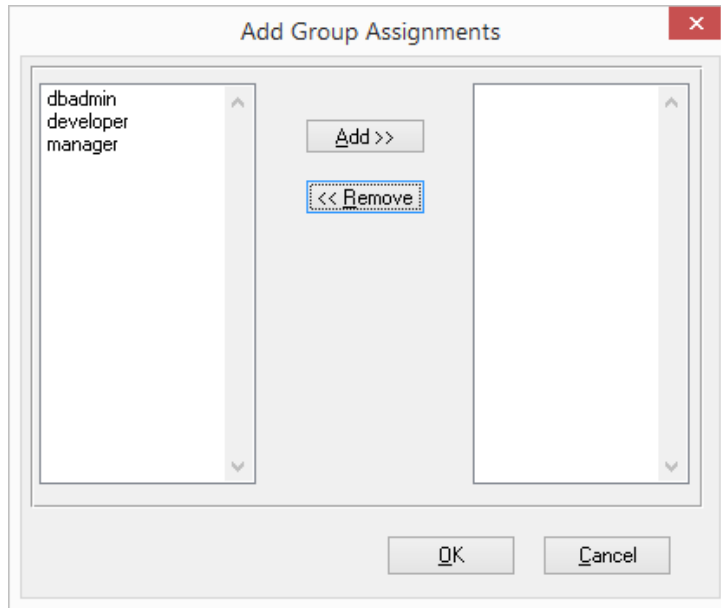 Add Group Assignments
dbadmin
developer
manager
Add >>
<< Remove
OK
Cancel